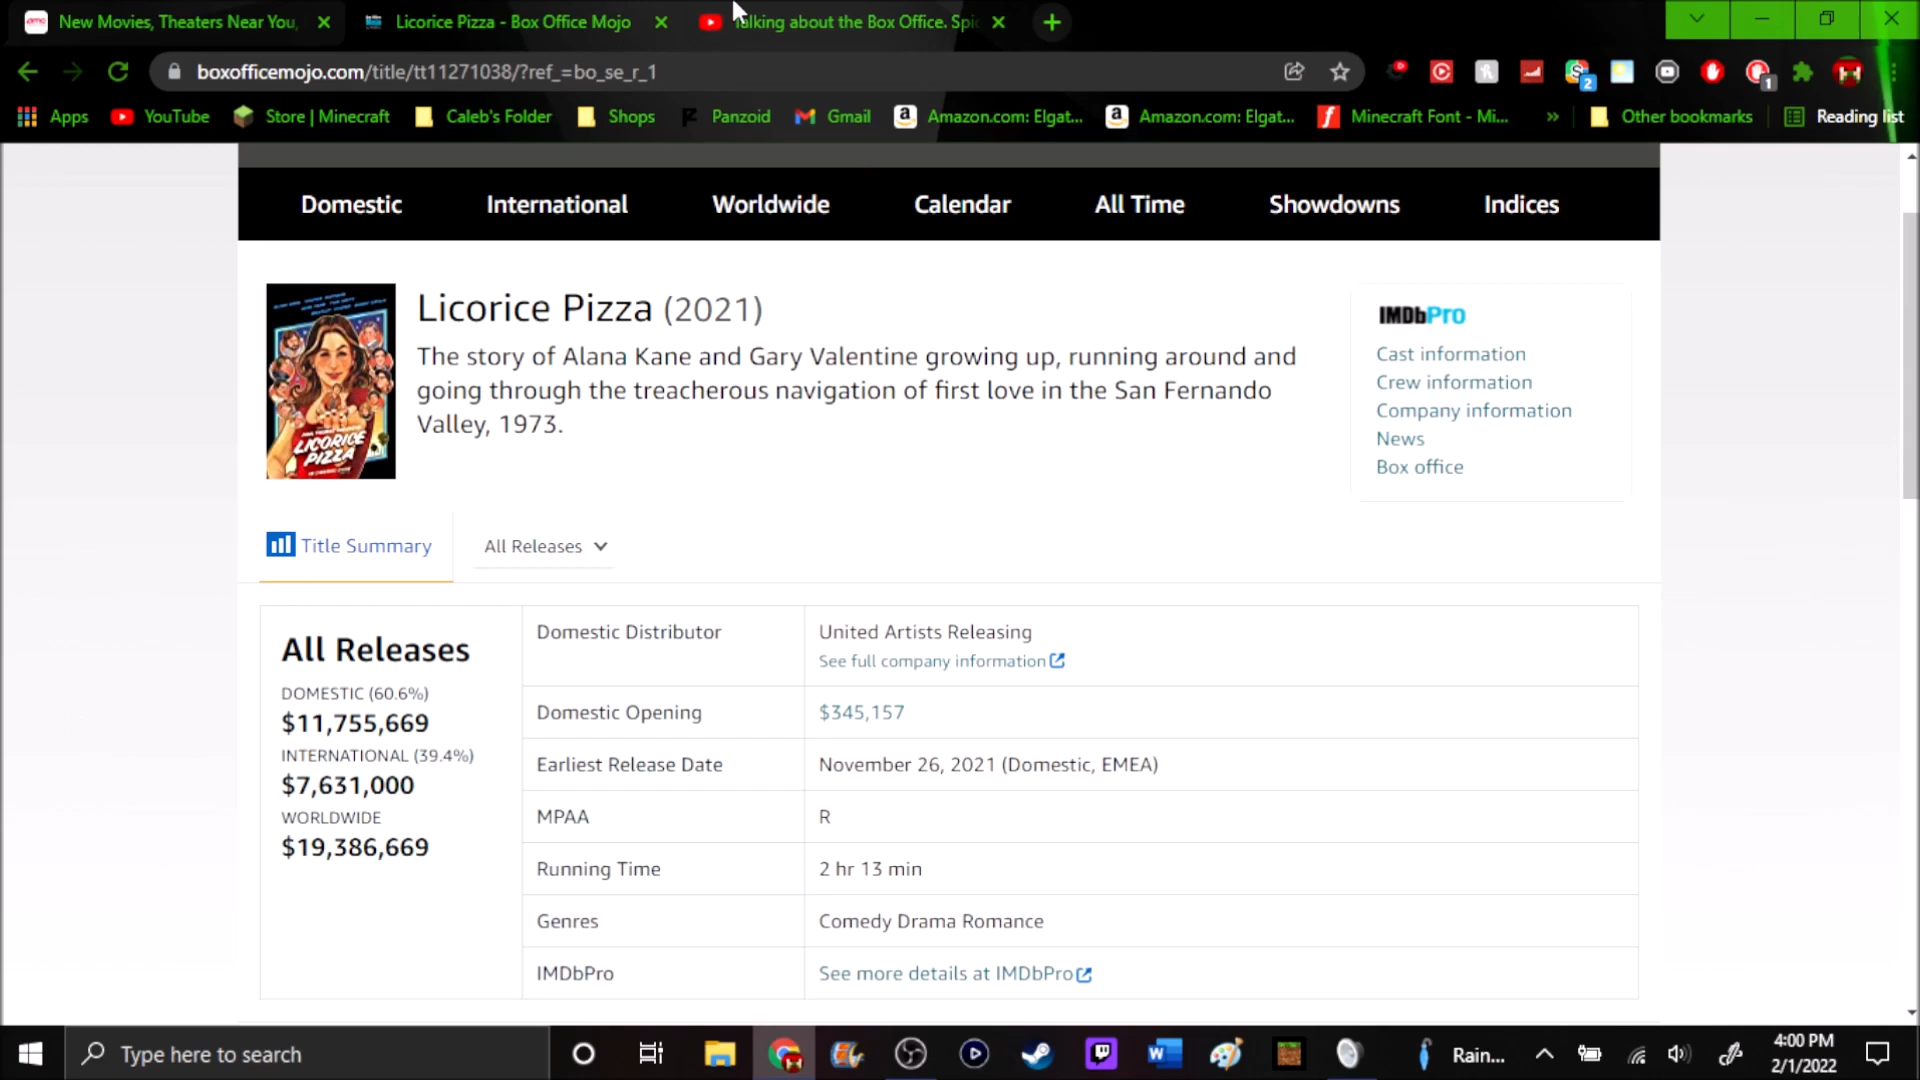 New Movies, Theaters Near You,
Licorice Pizza - Box Office Mojo
alking about the Box Office. Spi
boxofficemojo.com/title/tt11271038/?ref_=bo_se_r_1
2
1
Apps
YouTube
Store | Minecraft
Caleb's Folder
Shops
Panzoid
Gmail
Amazon.com: Elgat...
Amazon.com: Elgat...
Minecraft Font - Mi...
»
Other bookmarks
Reading list
Domestic
International
Worldwide
Calendar
All Time
Showdowns
Indices
LICORICE
PIZZA
Licorice Pizza (2021)
The story of Alana Kane and Gary Valentine growing up, running around and
going through the treacherous navigation of first love in the San Fernando
Valley, 1973.
IMDbPro
Cast information
Crew information
Company information
News
Box office
Title Summary
All Releases
All Releases
DOMESTIC (60.6%)
$11,755,669
INTERNATIONAL (39.4%)
$7,631,000
WORLDWIDE
$19,386,669
Domestic Distributor
United Artists Releasing
See full company information
Domestic Opening
$345,157
Earliest Release Date
November 26, 2021 (Domestic, EMEA)
MPAA
R
Running Time
2 hr 13 min
Genres
Comedy Drama Romance
IMDbPro
See more details at IMDbPro
Type here to search
Rain...
4:00 PM
2/1/2022